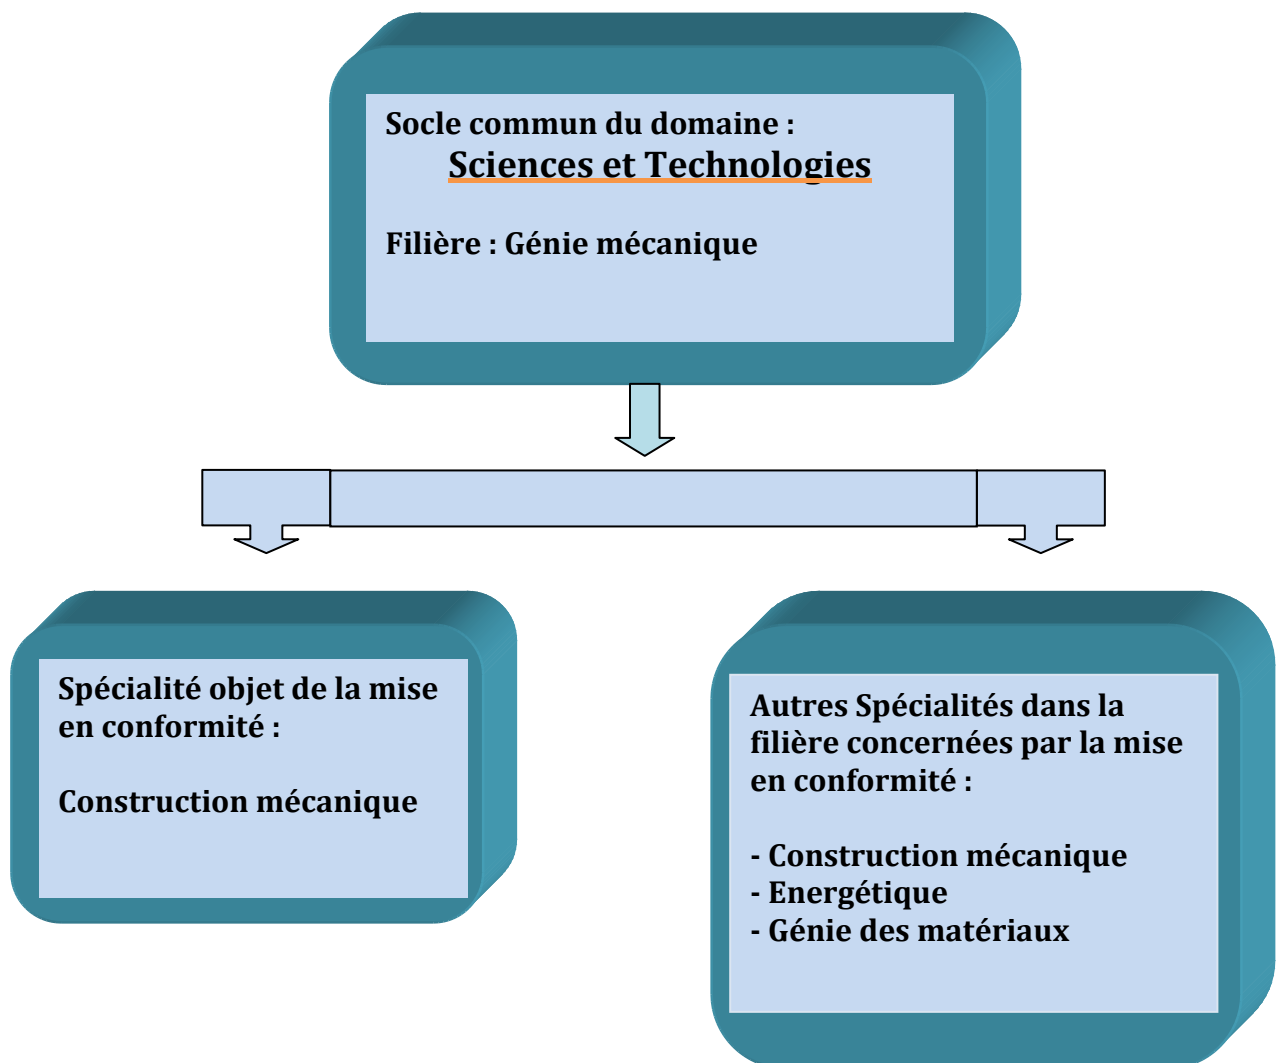 Socle commun du domaine :
Sciences et Technologies
Filière : Génie mécanique
Spécialité objet de la mise
en conformité :
Construction mécanique
Autres Spécialités dans la
filière concernées par la mise
en conformité :
- Construction mécanique
- Energétique
- Génie des matériaux